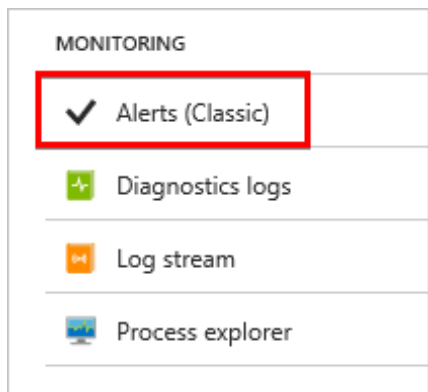 MONITORING
Alerts (Classic)
Diagnostics logs
Log stream
Process explorer